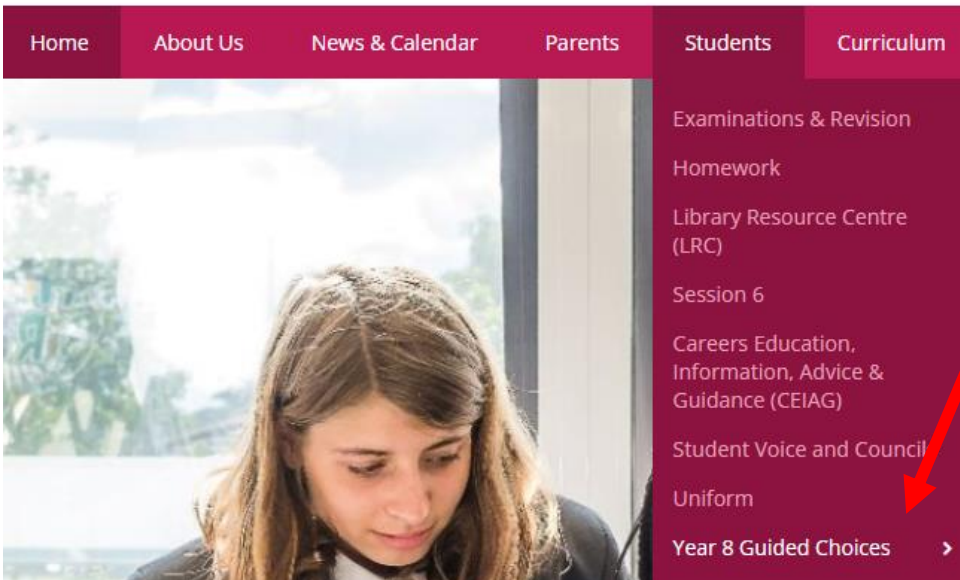 Home About Us News & Calendar Parents Students Curriculum
Examinations & Revision
Homework
Library Resource Centre
(LRC)
Session 6
Careers Education,
Information, Advice &
Guidance (CEIAG)
Student Voice and Council
Uniform
Year 8 Guided Choices